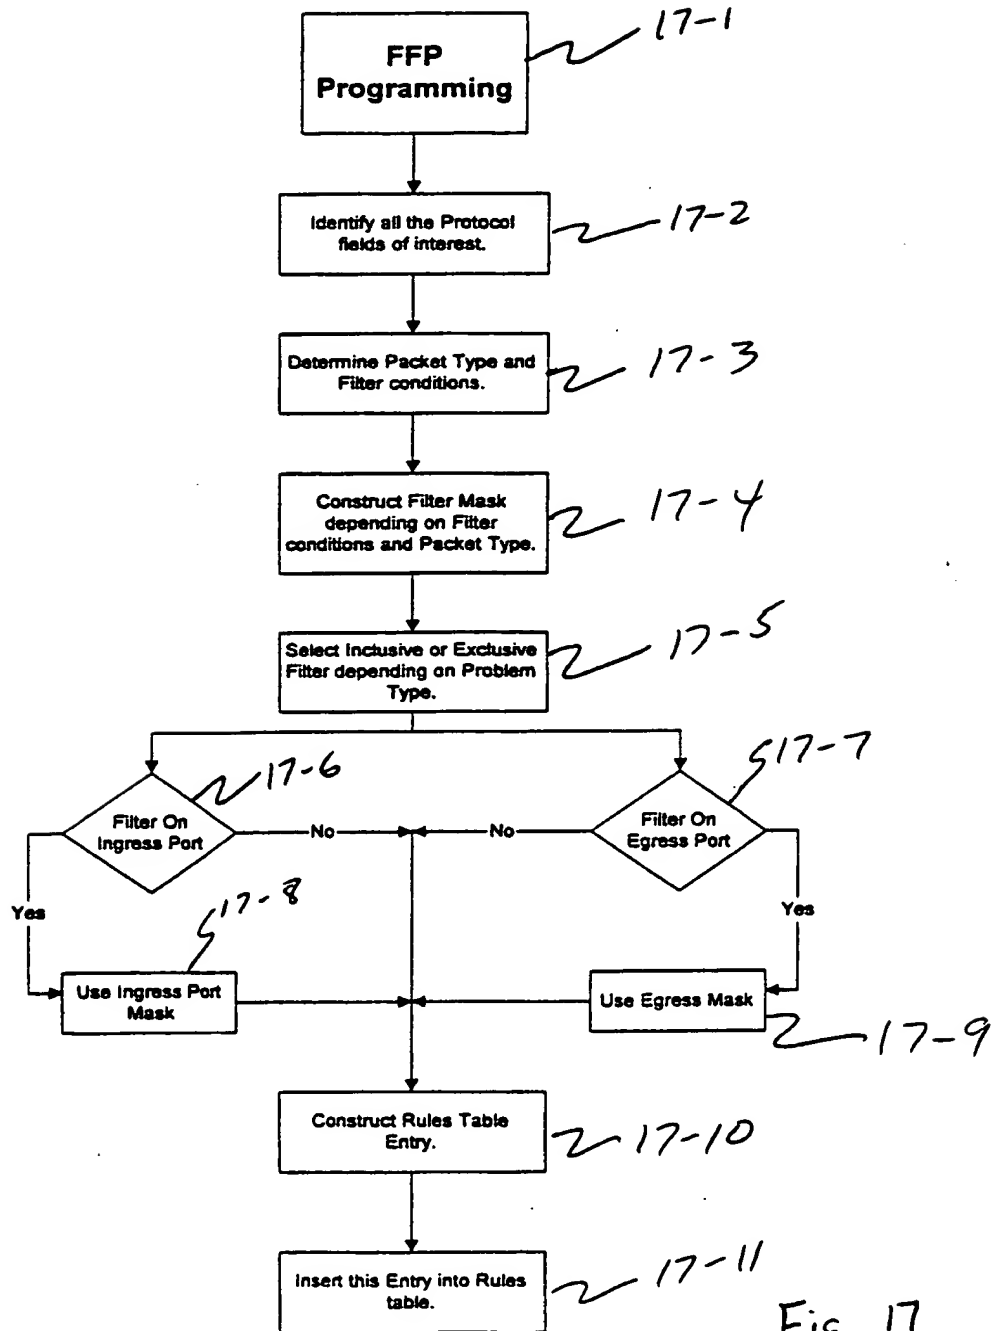 FFP
Programming
17-1
Identify all the Protocol
fields of interest.
17-2
Determine Packet Type and
Filter conditions.
17-3
Construct Filter Mask
depending on Filter
conditions and Packet Type.
17-4
Select Inclusive or Exclusive
Filter depending on Problem
Type.
17-5
17-6
17-7
Filter On
Ingress Port
No
No
Filter On
Egress Port
Yes
Yes
17-8
Use Ingress Port
Mask
Use Egress Mask
17-9
Construct Rules Table
Entry.
17-10
Insert this Entry into Rules
table.
17-11
Fig 17